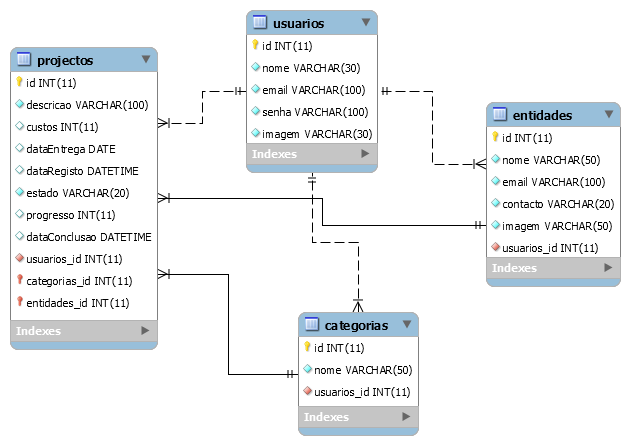 usuarios
id INT(11)
nome VARCHAR(30)
email VARCHAR(100)
senha VARCHAR(100)
imagem VARCHAR(30)
Indexes
projectos
id INT(11)
descricao VARCHAR(100)
custos INT(11)
dataEntrega DATE
dataRegisto DATETIME
estado VARCHAR(20)
progresso INT(11)
dataConclusao DATETIME
usuarios_id INT(11)
categorias_id INT(11)
entidades_id INT(11)
Indexes
entidades
id INT(11)
nome VARCHAR(50)
email VARCHAR(100)
contacto VARCHAR(20)
imagem VARCHAR(50)
usuarios_id INT(11)
Indexes
categorias
id INT(11)
nome VARCHAR(50)
usuarios_id INT(11)
Indexes